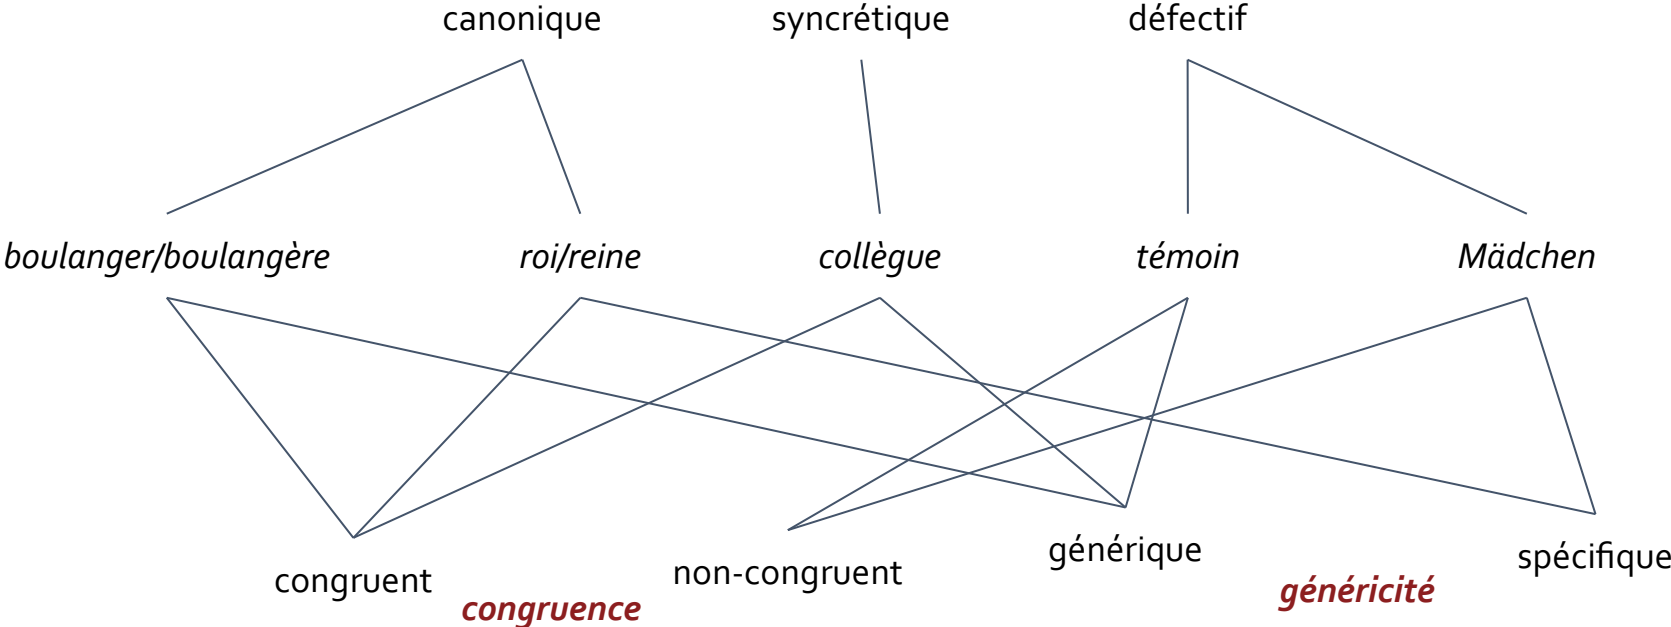 canonique
syncrétique
défectif
boulanger/boulangère
roi/reine
collègue
témoin
Mädchen
congruent
congruence
non-congruent
générique
généricité
spécifique